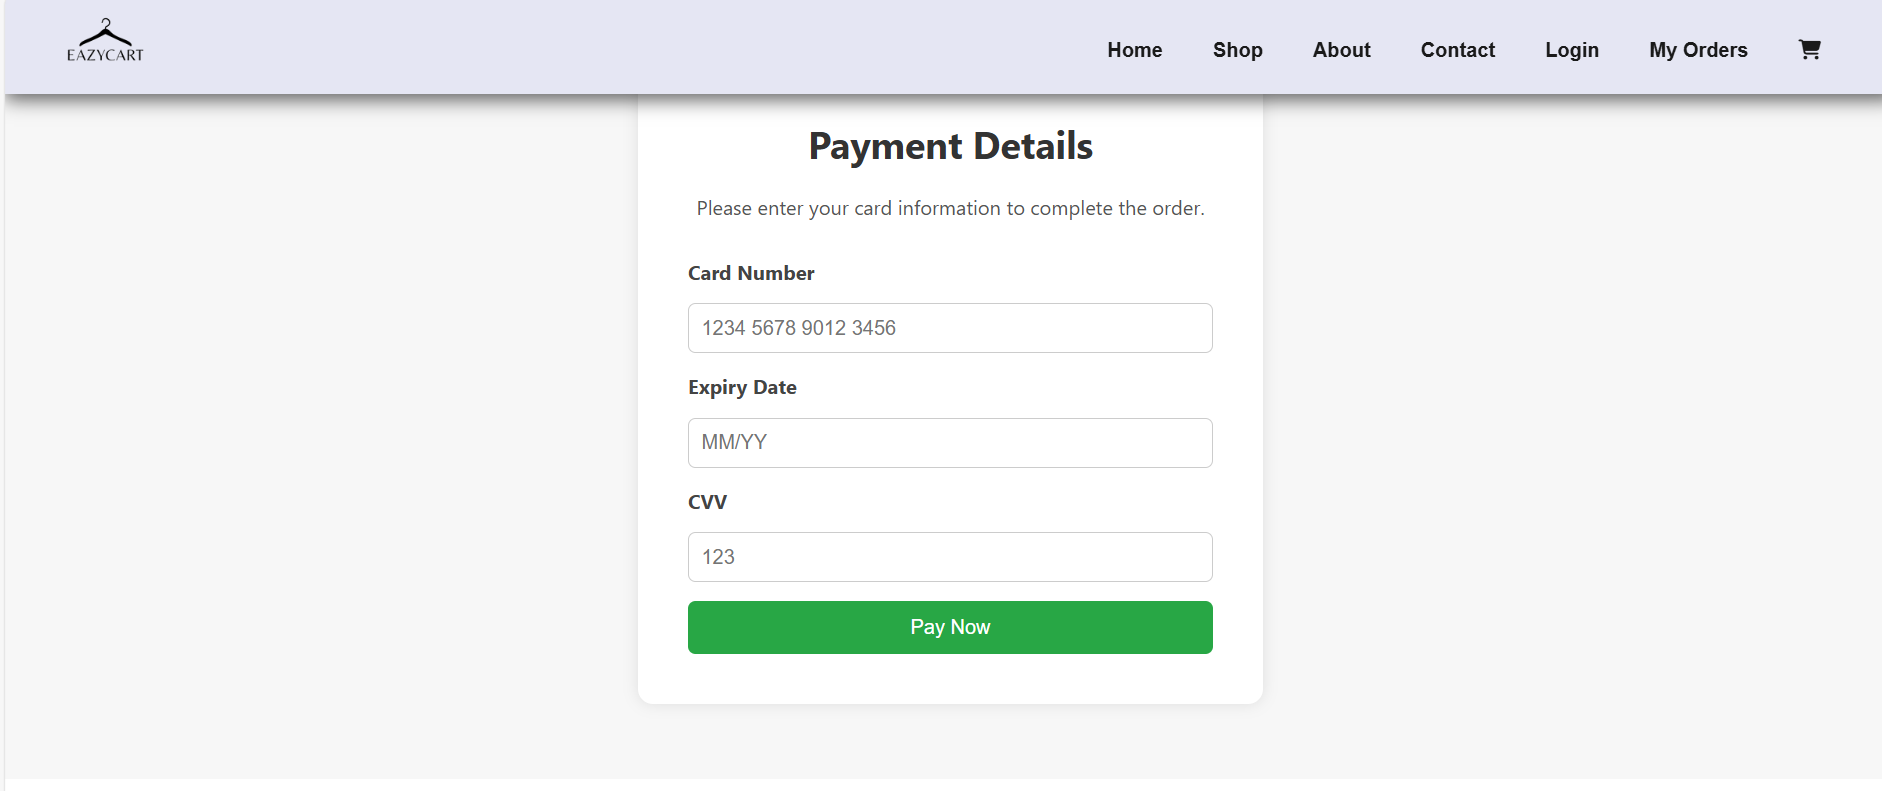 EAZYCART
Home Shop About Contact Login My Orders
Payment Details
Please enter your card information to complete the order.
Card Number
1234 5678 9012 3456
Expiry Date
MM/YY
CVV
123
Pay Now